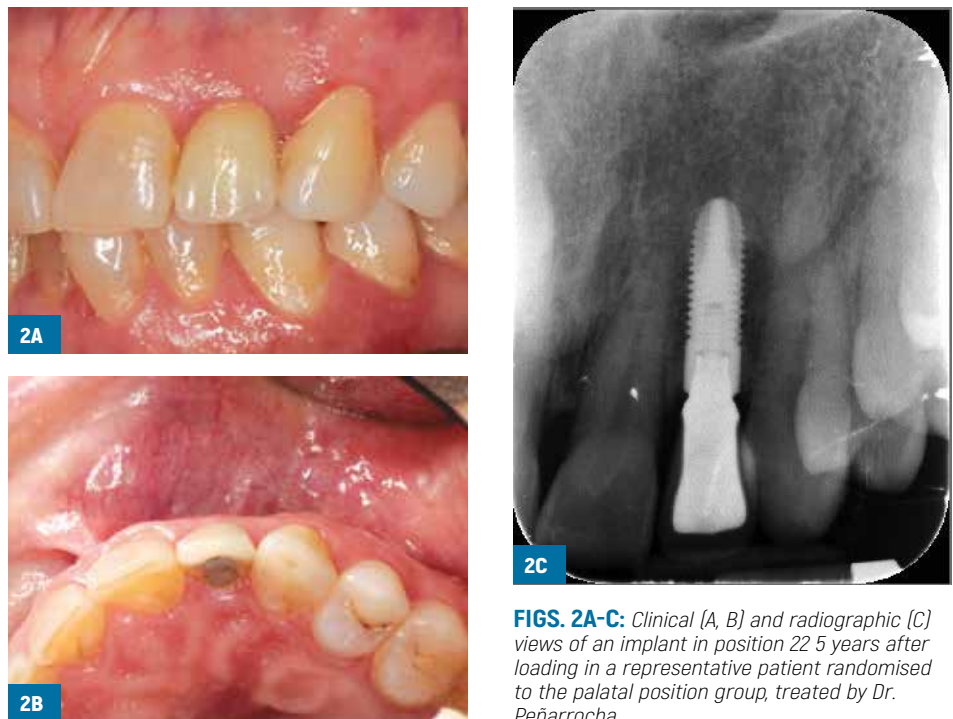 2A
2B
2C
FIGS. 2A-C: Clinical (A, B) and radiographic (C)
views of an implant in position 22 5 years after
loading in a representative patient randomised
to the palatal position group, treated by Dr.
Peñarrocha